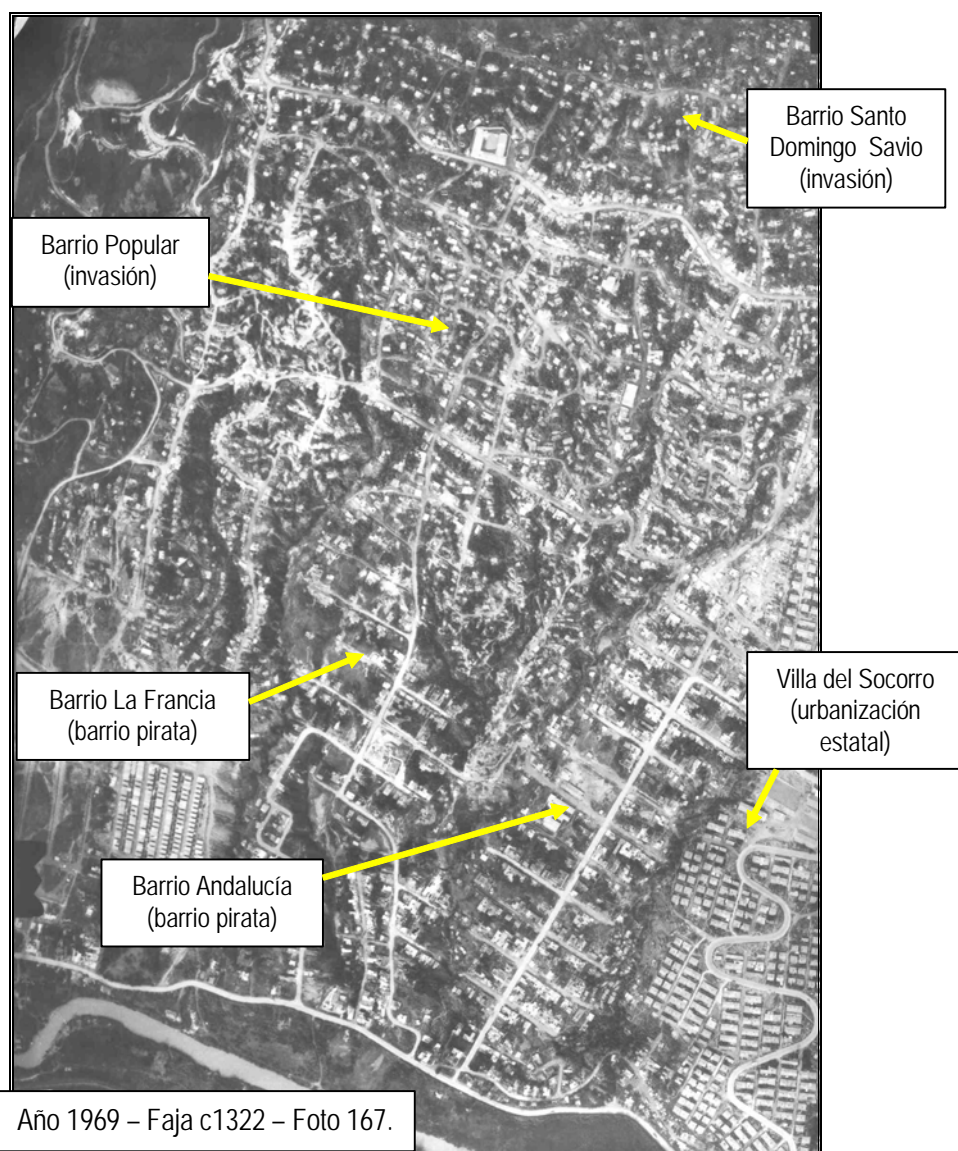 Barrio Santo
Domingo Savio
(invasión)
Barrio Popular
(invasión)
Barrio La Francia
(barrio pirata)
Villa del Socorro
(urbanización
estatal)
Barrio Andalucía
(barrio pirata)
Año 1969 – Faja c1322 – Foto 167.